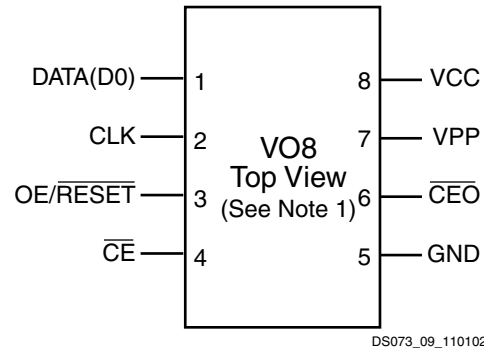 DATA(D0) 1 8 VCC
CLK 2 7 VPP
VO8
Top View
OE/RESET 3 (See Note 1) 6 CEO
CE 4 5 GND
DS073_09_110102